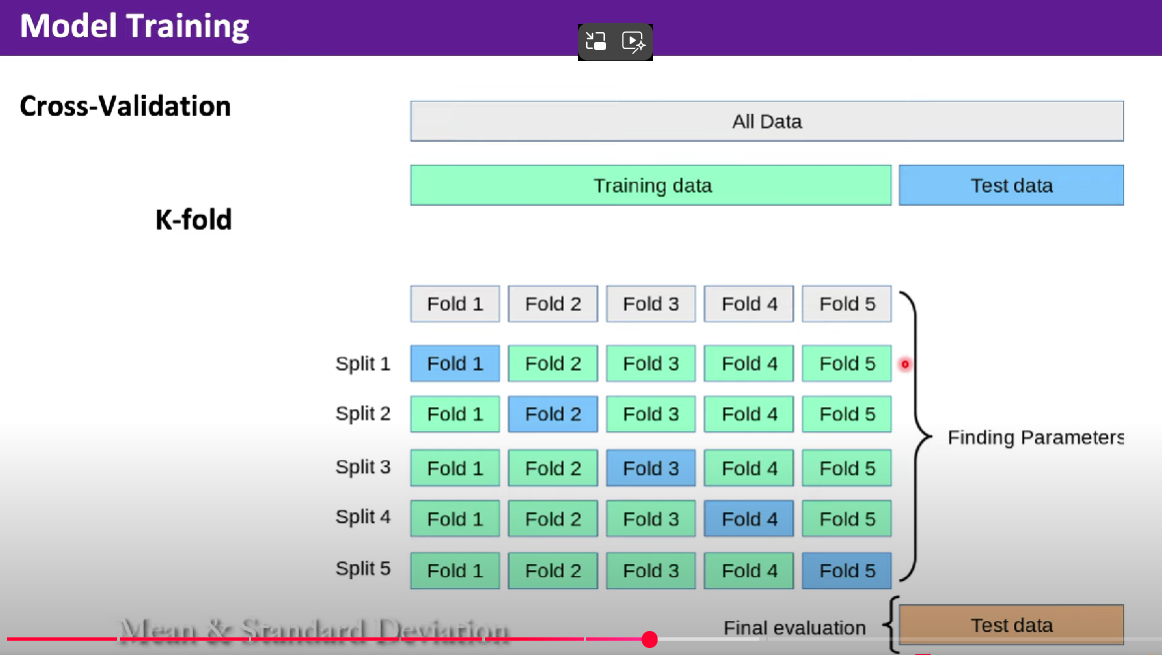 Model Training
Cross-Validation
All Data
Training data Test data
K-fold
Fold 1 Fold 2 Fold 3 Fold 4 Fold 5
Split 1 Fold 1 Fold 2 Fold 3 Fold 4 Fold 5
Split 2 Fold 1 Fold 2 Fold 3 Fold 4 Fold 5
Finding Parameters
Split 3 Fold 1 Fold 2 Fold 3 Fold 4 Fold 5
Split 4 Fold 1 Fold 2 Fold 3 Fold 4 Fold 5
Split 5 Fold 1 Fold 2 Fold 3 Fold 4 Fold 5
Mean & Standard Deviation
Final evaluation Test data